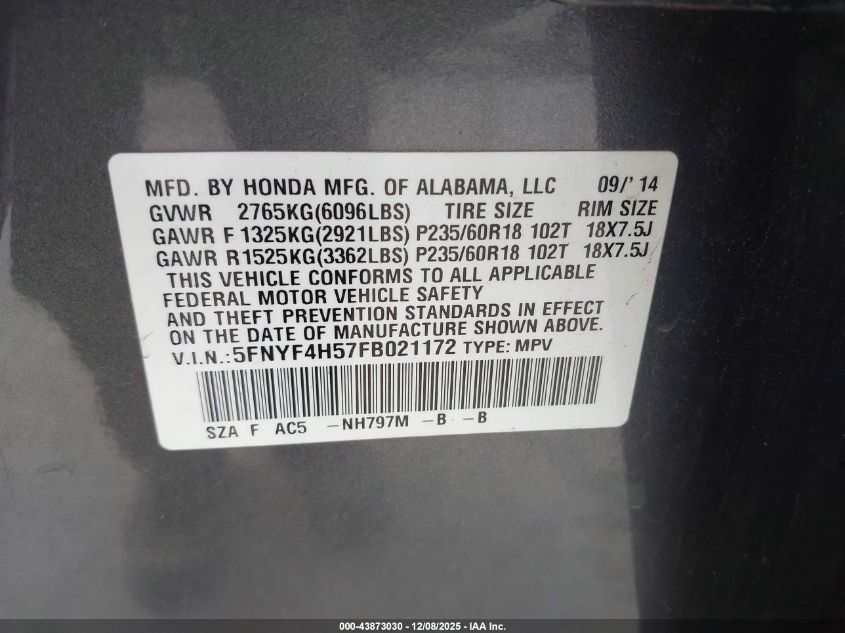 MFD. BY HONDA MFG. OF ALABAMA, LLC 09/' 14
GVWR 2765KG(6096LBS) TIRE SIZE RIM SIZE
GAWR F 1325KG(2921LBS) P235/60R18 102T 18X7.5J
GAWR R1525KG(3362LBS) P235/60R18 102T 18X7.5J
THIS VEHICLE CONFORMS TO ALL APPLICABLE
FEDERAL MOTOR VEHICLE SAFETY
AND THEFT PREVENTION STANDARDS IN EFFECT
ON THE DATE OF MANUFACTURE SHOWN ABOVE.
V.I.N.:5FNYF4H57FB021172 TYPE: MPV
SZA F AC5 -NH797M -B -B
000-43873030 - 12/08/2025 - IAA Inc.